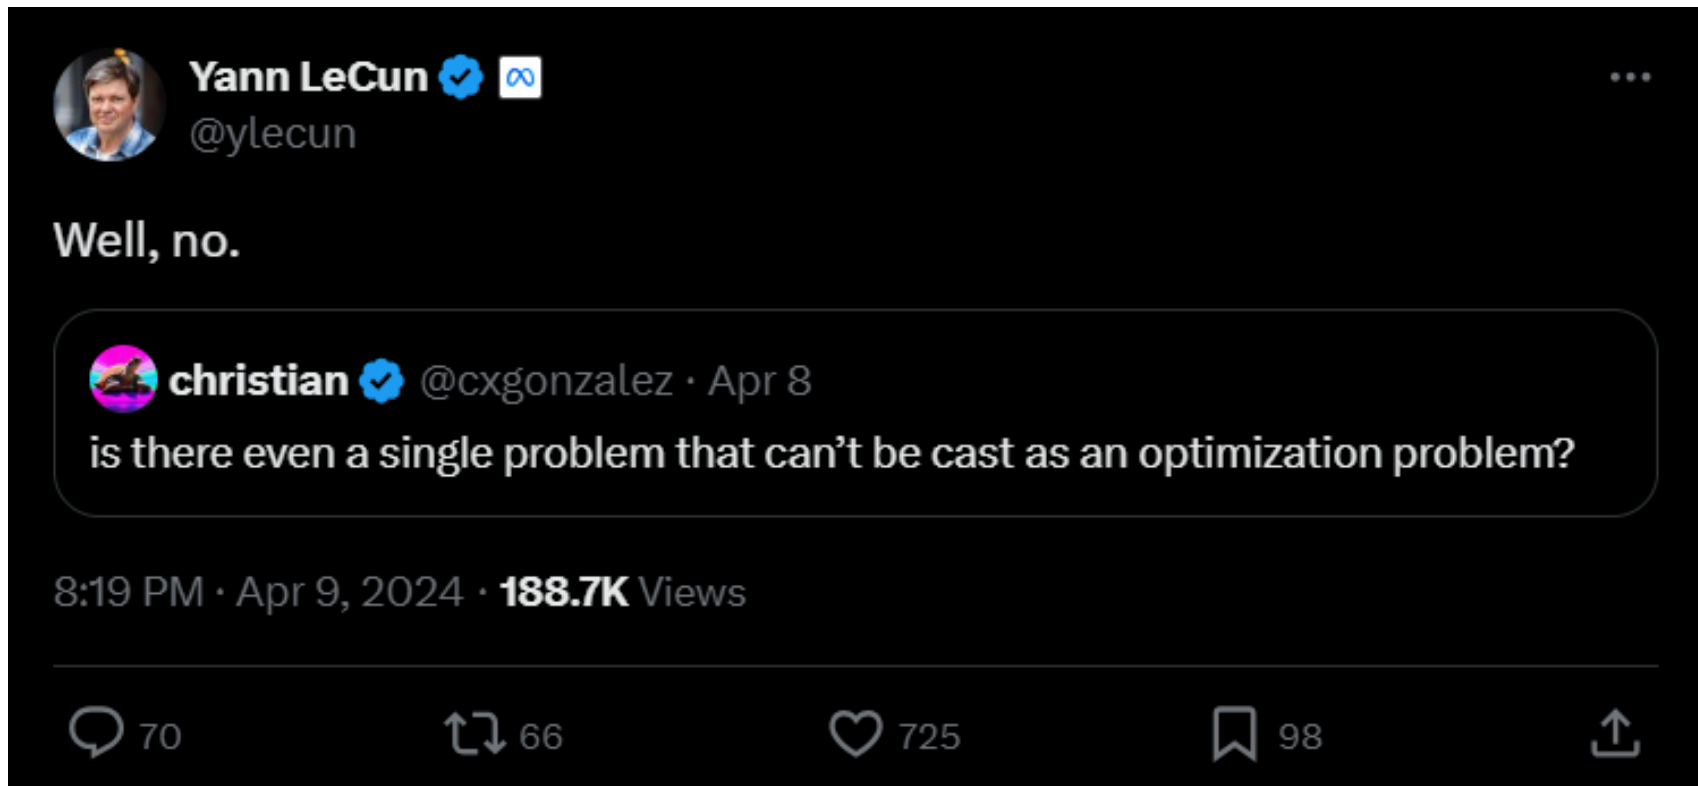 Yann LeCun
@ylecun
Well, no.
christian @cxgonzalez · Apr 8
is there even a single problem that can’t be cast as an optimization problem?
8:19 PM · Apr 9, 2024 · 188.7K Views
70 66 725 98